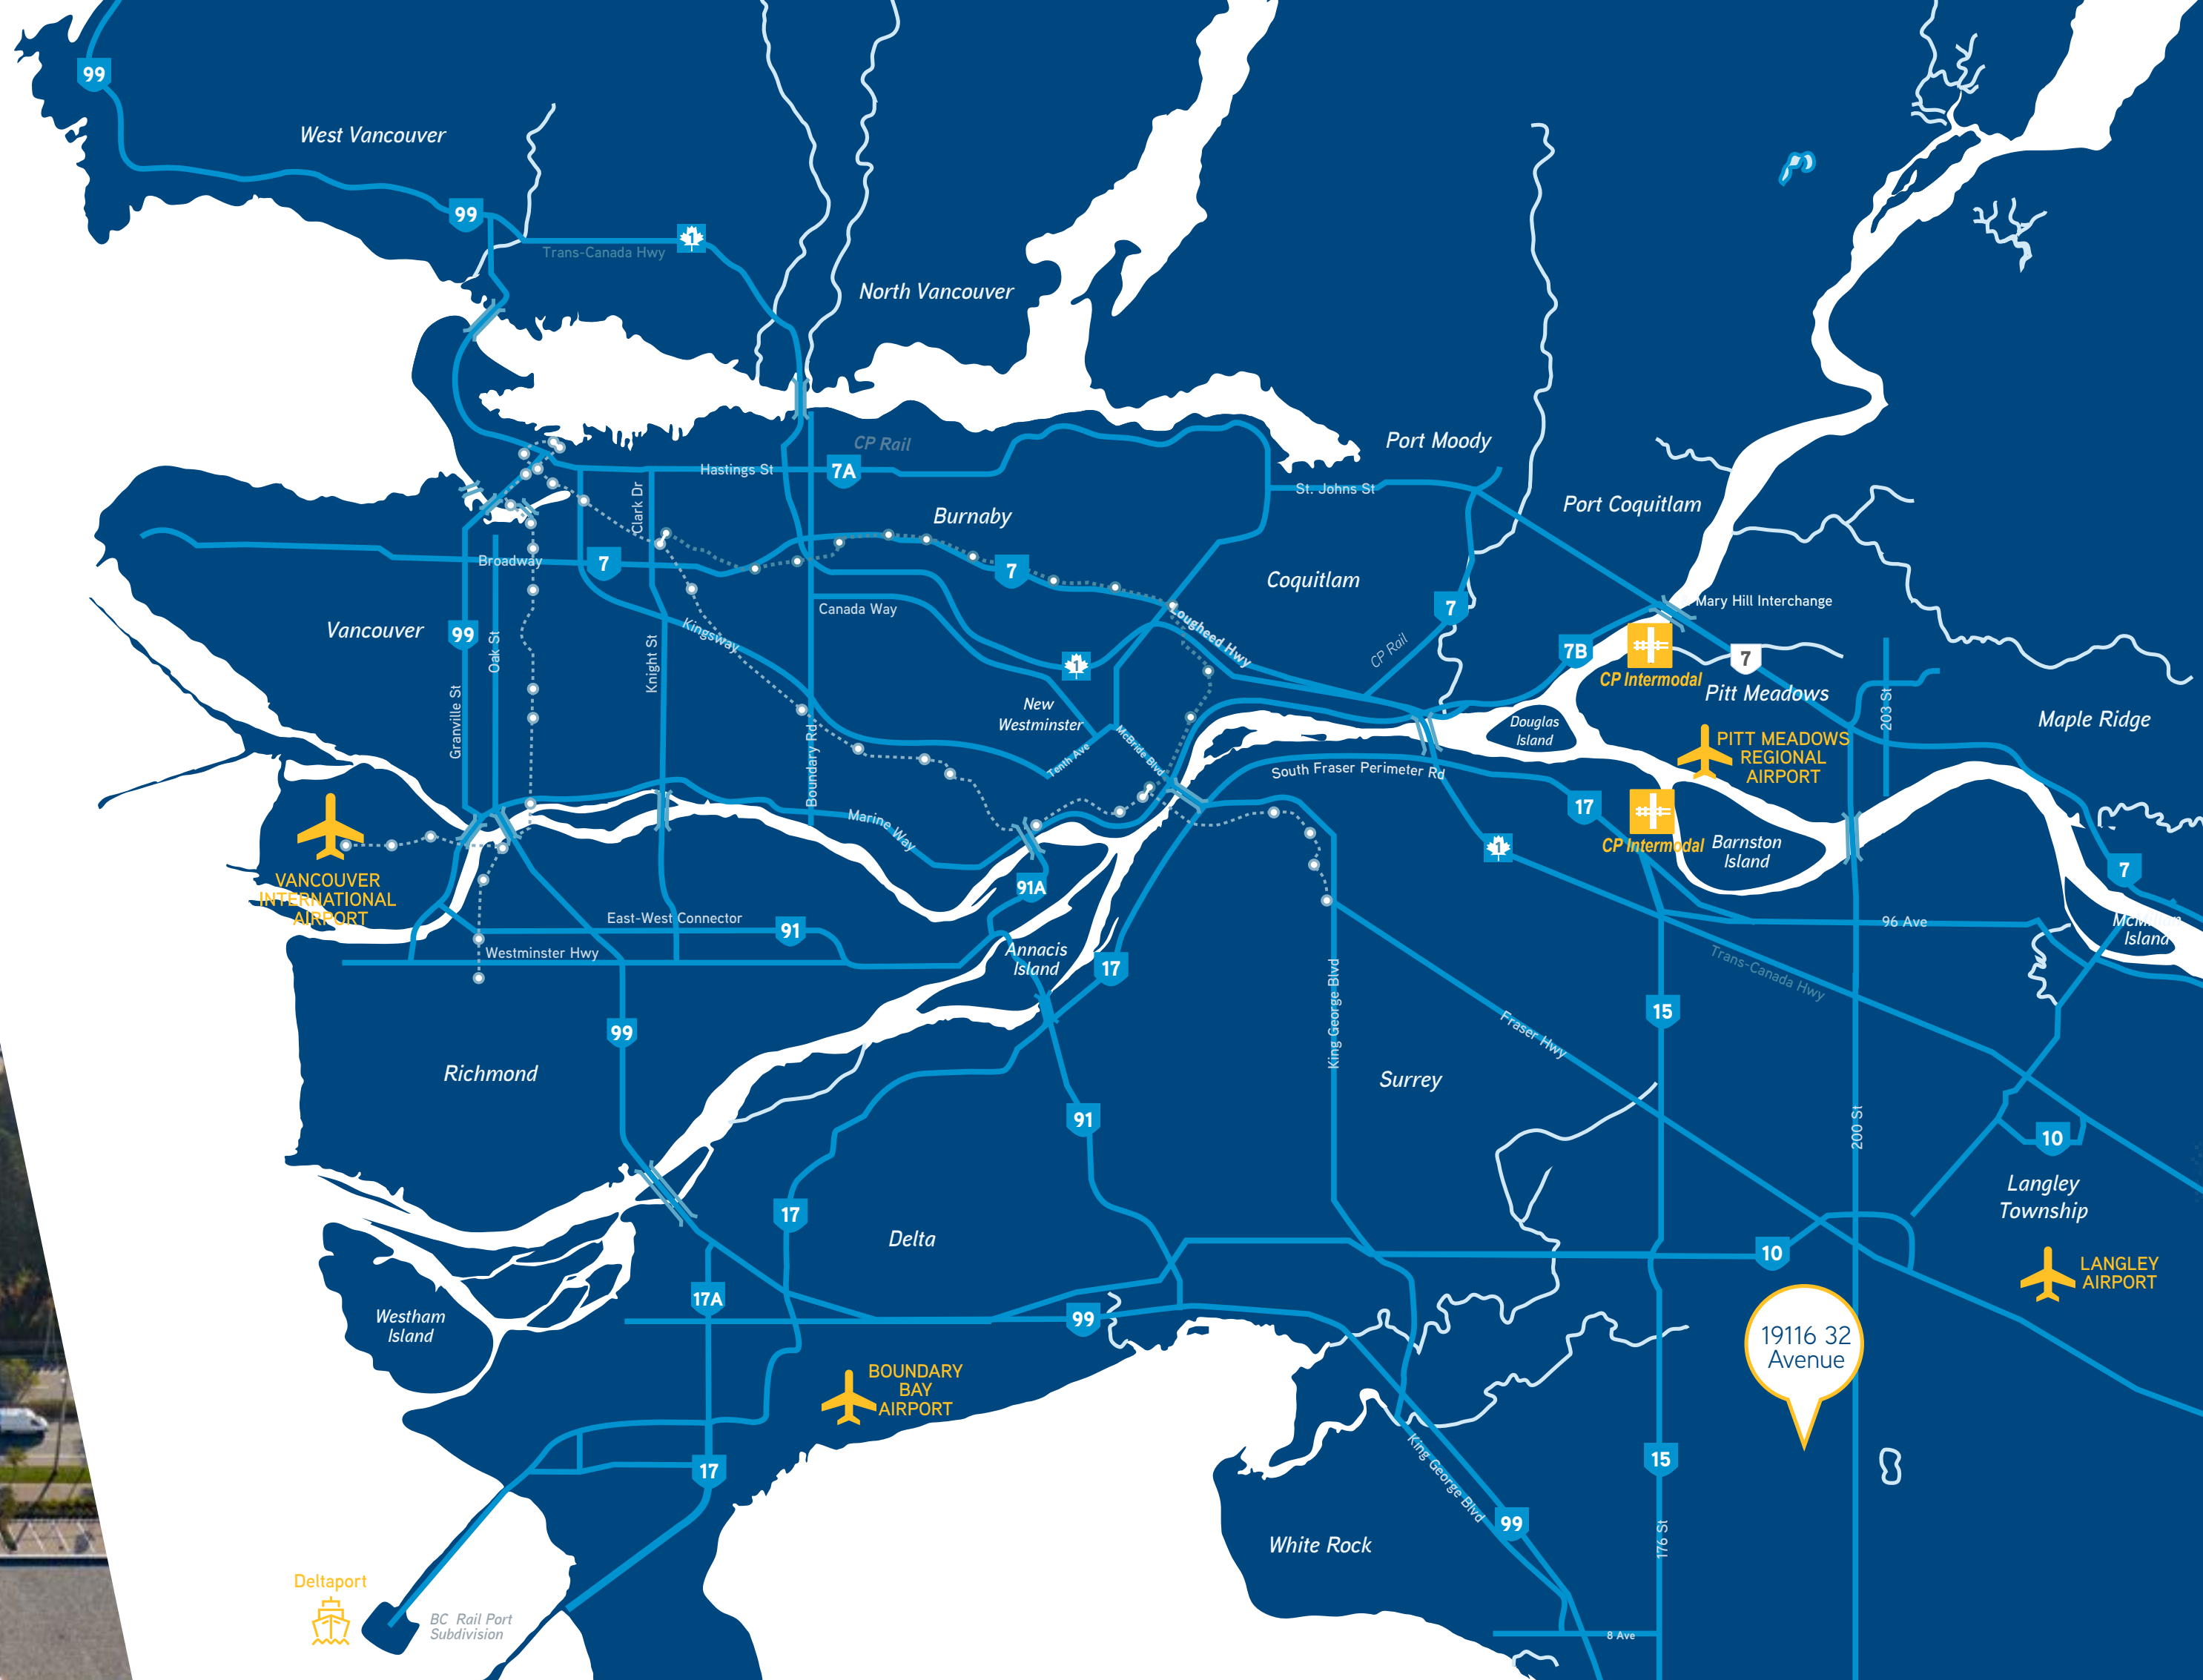 99
West Vancouver
99
1
Trans-Canada Hwy
North Vancouver
CP Rail
Port Moody
Hastings St
7A
St. Johns St
Clark Dr
Port Coquitlam
Burnaby
Broadway
7
7
Coquitlam
Canada Way
7
Mary Hill Interchange
Vancouver
99
Oak St
Kingsway
Knight St
Lougheed Hwy
CP Rail
7B
7
1
CP Intermodal
Pitt Meadows
Granville St
New
Westminster
Douglas
Island
203 St
Maple Ridge
Boundary Rd
Tenth Ave
McBride Blvd
PITT MEADOWS
REGIONAL
AIRPORT
South Fraser Perimeter Rd
17
Marine Way
1
CP Intermodal
Barnston
Island
VANCOUVER
INTERNATIONAL
AIRPORT
91A
7
East-West Connector
91
96 Ave
Island
Westminster Hwy
Annacis
Island
17
Trans-Canada Hwy
99
King George Blvd
15
Fraser Hwy
Richmond
Surrey
91
200 St
10
Langley
Township
17
Delta
10
LANGLEY
AIRPORT
17A
99
Westham
Island
19116 32
Avenue
BOUNDARY
BAY
AIRPORT
17
King George Blvd
15
99
White Rock
176 St
Deltaport
BC Rail Port
Subdivision
8 Ave